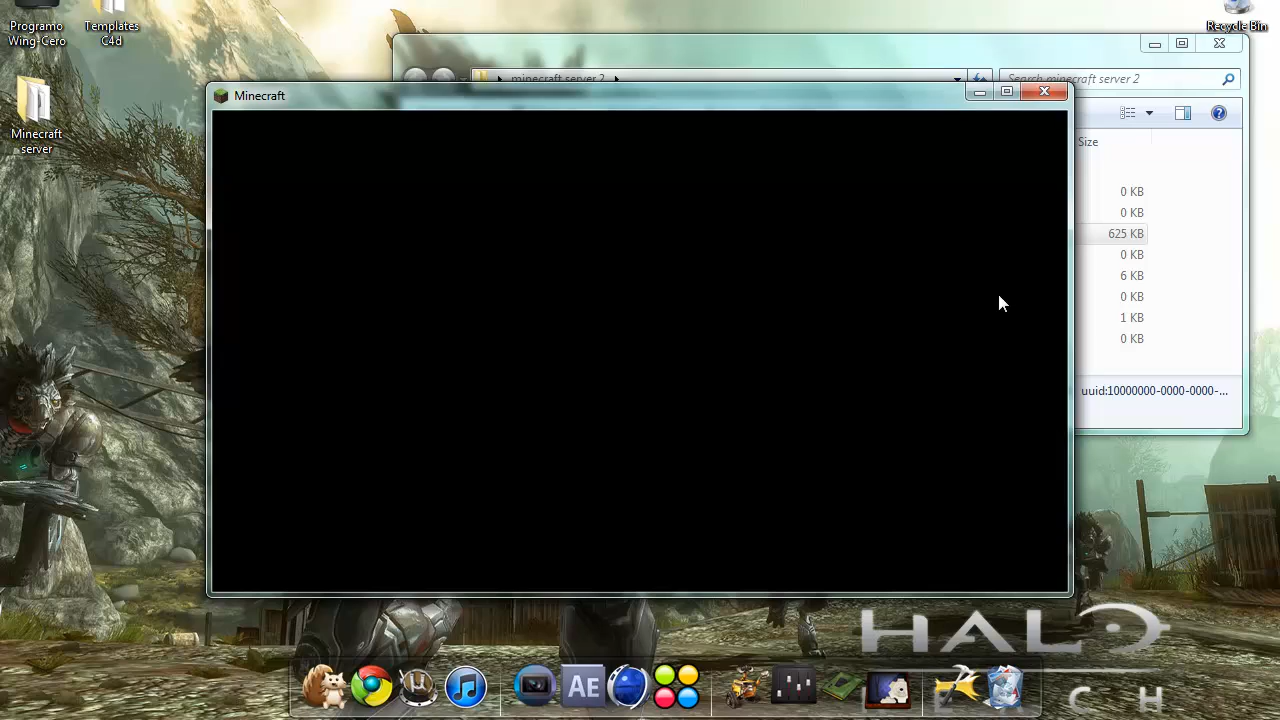 Programo
Wing-Cero
Templates
C4d
Recycle Bin
minecraft server 2
Search minecraft server 2
Minecraft
Minecraft
server
Size
0 KB
0 KB
625 KB
0 KB
6 KB
0 KB
1 KB
0 KB
uuid:10000000-0000-0000-...
HALO
AE
C H